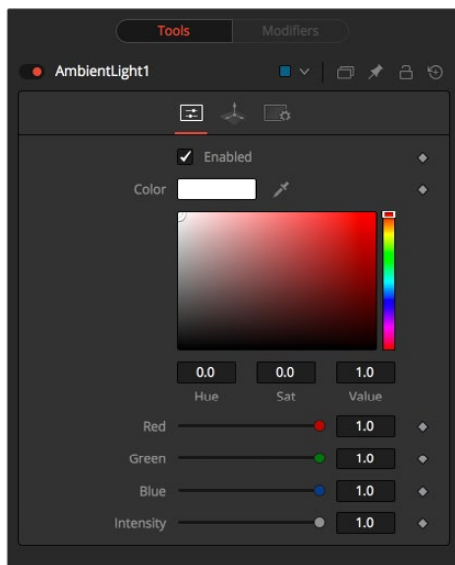 Tools Modifiers
AmbientLight1
Enabled
Color
0.0 0.0 1.0
Hue Sat Value
Red 1.0
Green 1.0
Blue 1.0
Intensity 1.0